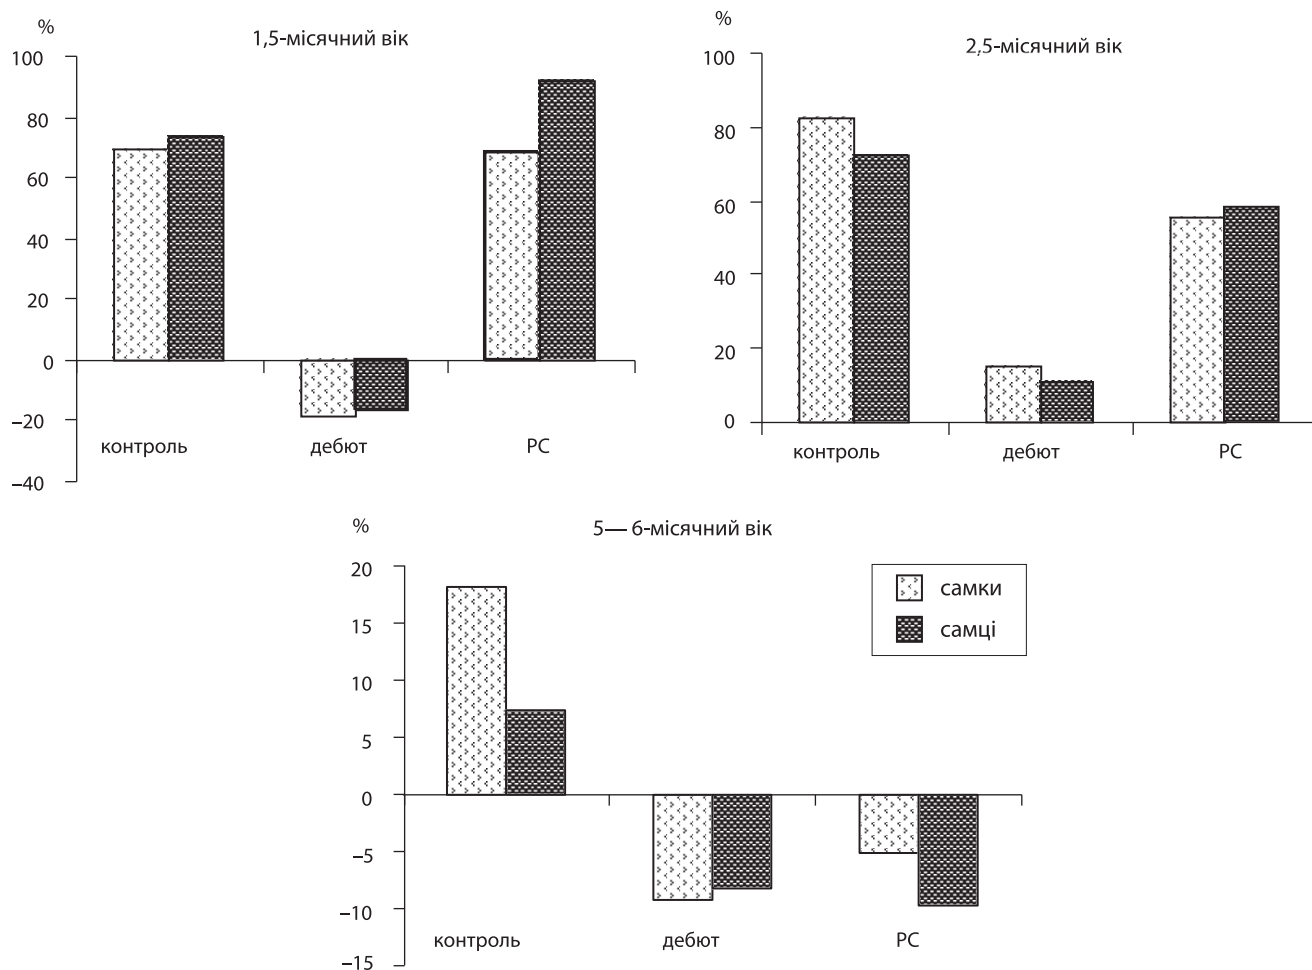 %
1,5-місячний вік
100
80
60
40
20
0
−20
−40
контроль
дебют
РС
%
2,5-місячний вік
100
80
60
40
20
0
контроль
дебют
РС
%
5— 6-місячний вік
20
15
10
5
0
−5
−10
−15
контроль
дебют
РС
самки
самці